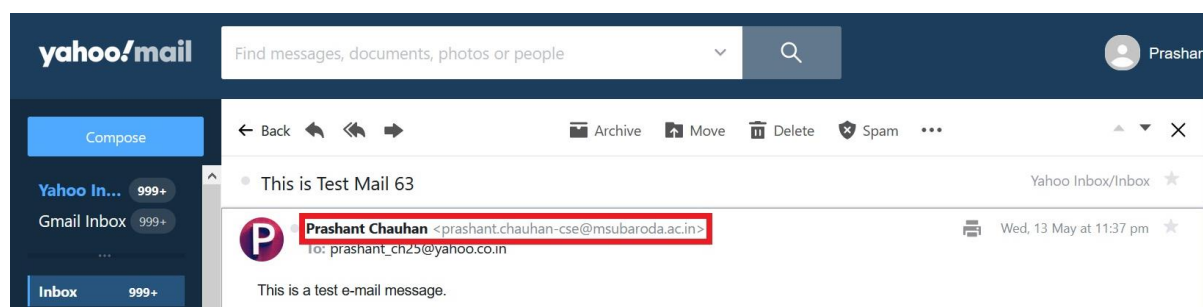 yahoo!mail
Find messages, documents, photos or people
Prashan
Compose
Back
Archive
Move
Delete
Spam
Yahoo In... 999+
Gmail Inbox 999+
Inbox 999+
This is Test Mail 63
Yahoo Inbox/Inbox
P
Prashant Chauhan <prashant.chauhan-cse@msubaroda.ac.in>
Wed, 13 May at 11:37 pm
To: prashant_ch25@yahoo.co.in
This is a test e-mail message.